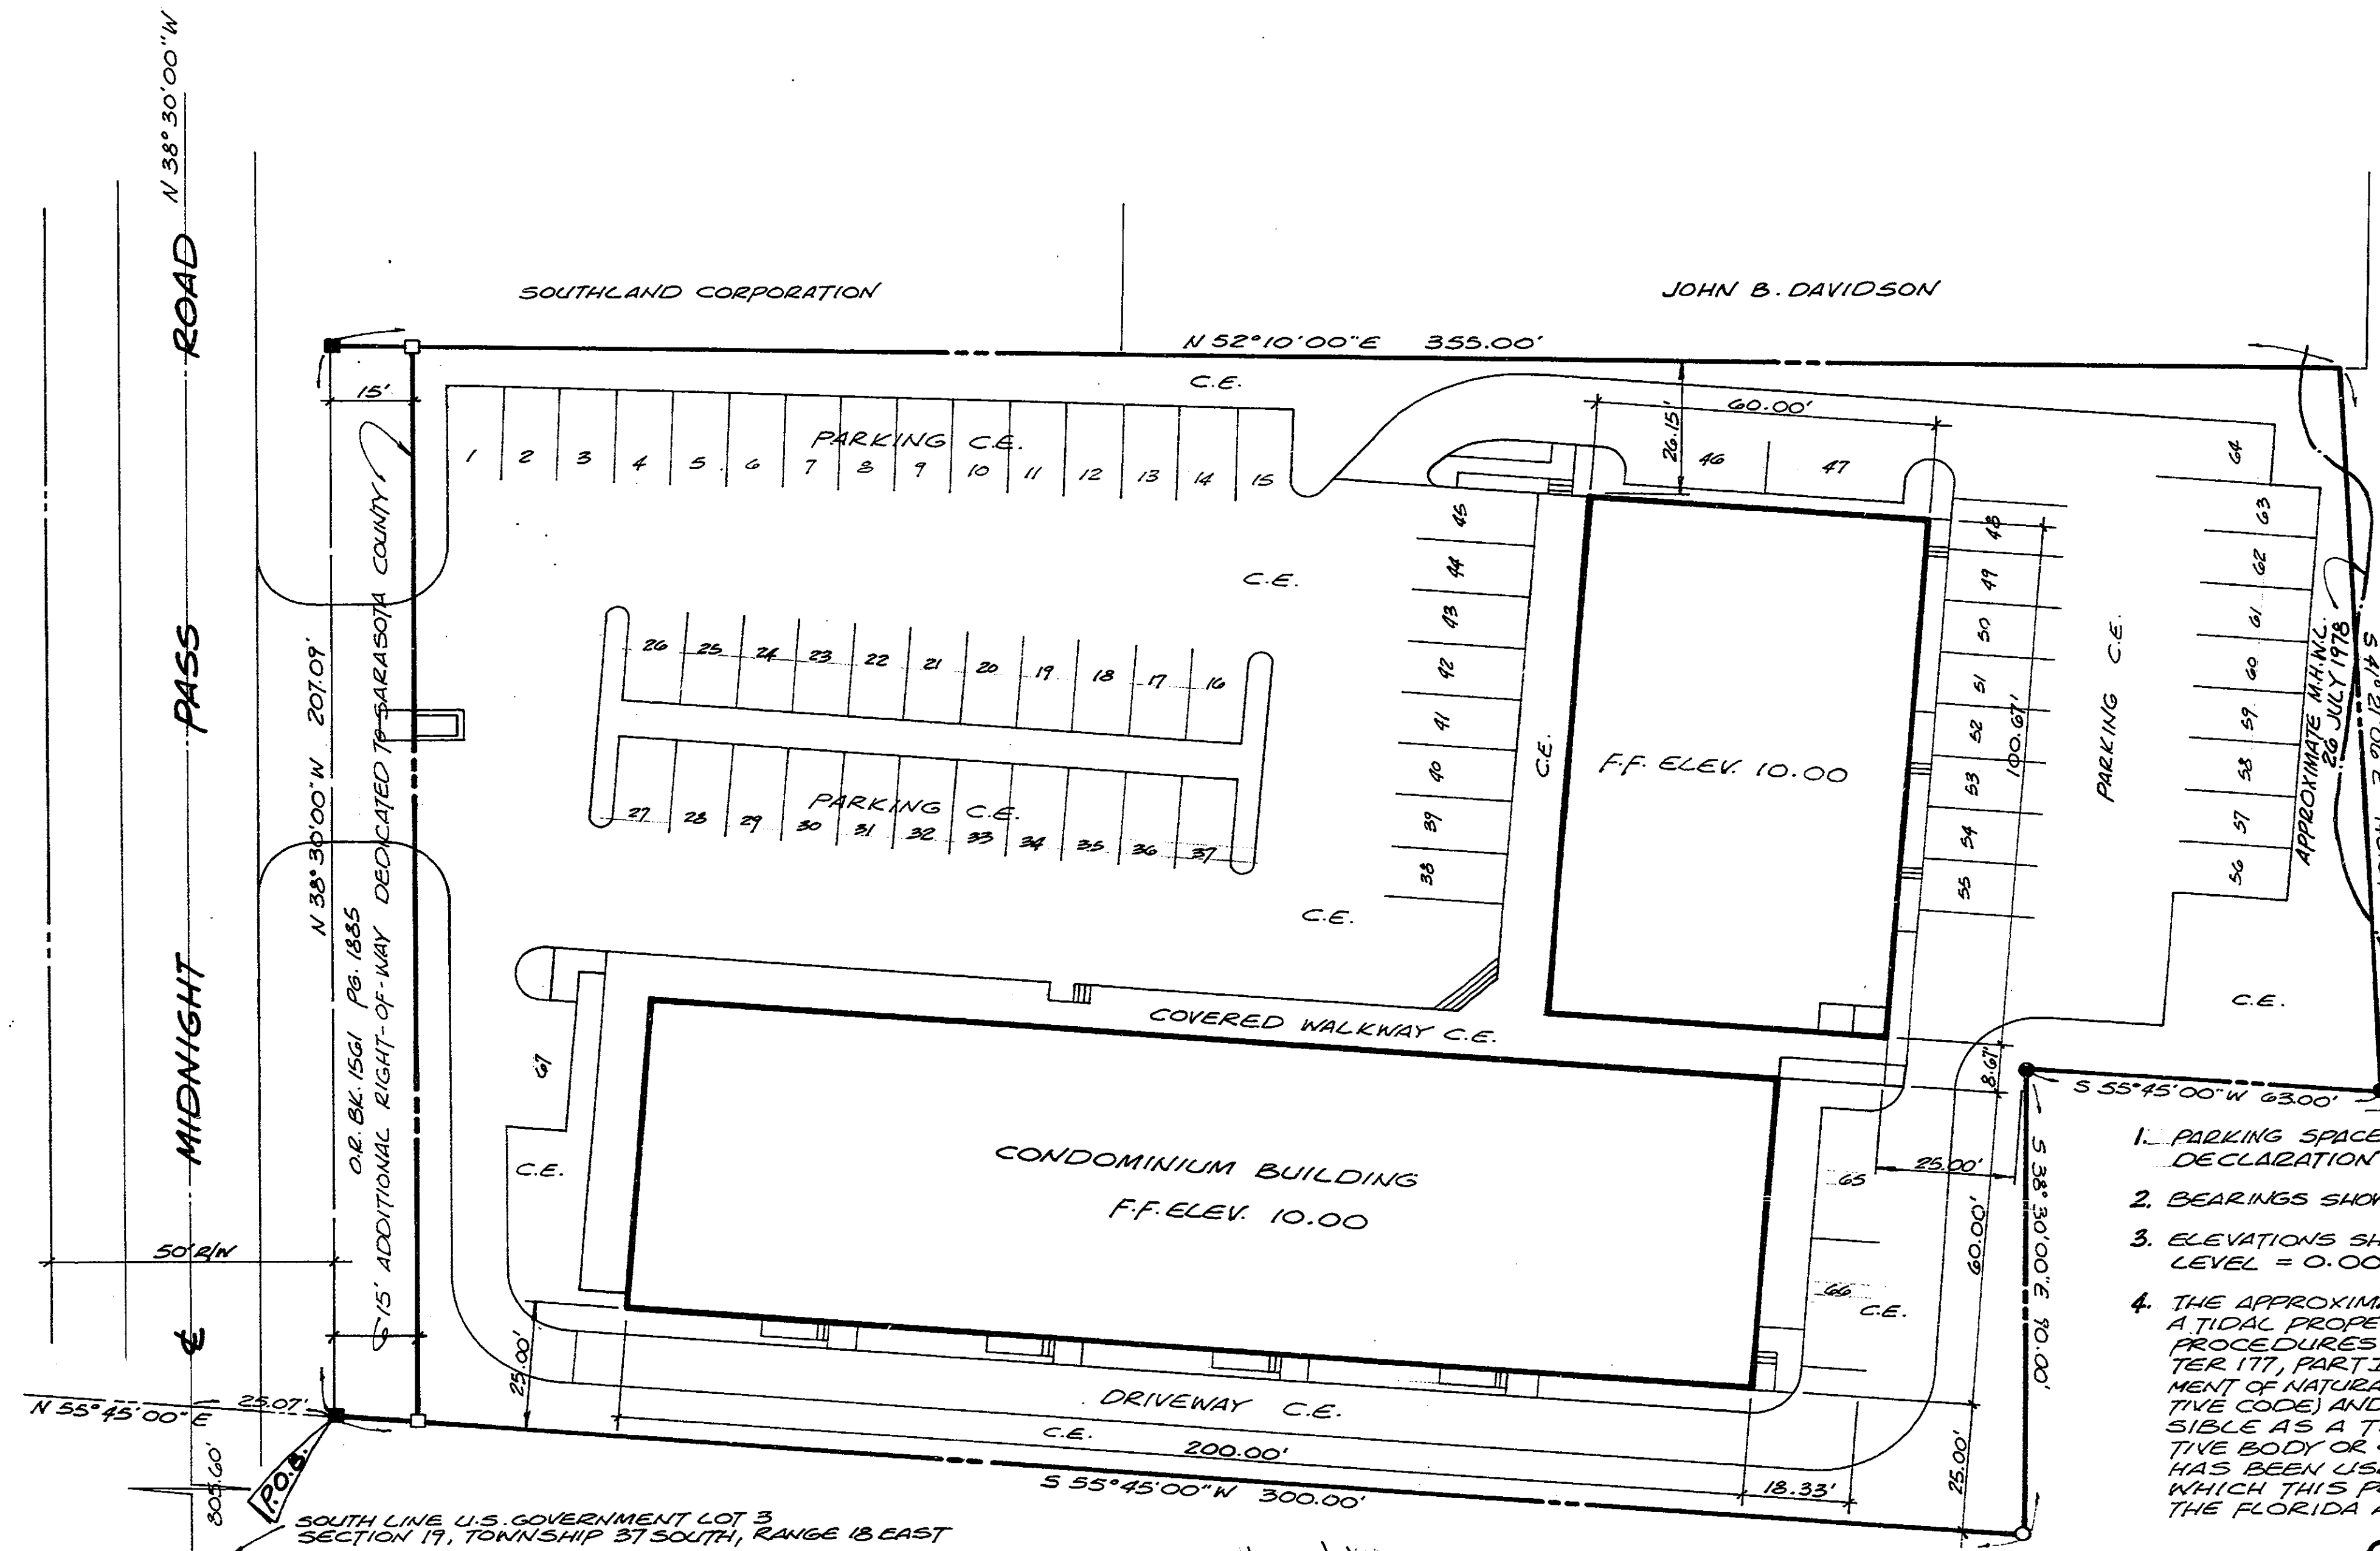 N 38° 30' 00" W
MIDNIGHT PASS ROAD
SOUTHLAND CORPORATION
JOHN B. DAVIDSON
N 52° 10' 00" E 355.00'
C.E.
15'
26.15'
60.00'
PARKING C.E.
1 2 3 4 5 6 7 8 9 10 11 12 13 14 15
46 47
64
63
62
61
60
59
58
57
56
45
44
43
42
41
40
39
38
48
49
50
51
52
53
54
55
100.67'
PARKING C.E.
C.E.
26 25 24 23 22 21 20 19 18 17 16
PARKING C.E.
27 28 29 30 31 32 33 34 35 36 37
C.E.
C.E.
F.F. ELEV. 10.00
APPROXIMATE M.H.W.L.
26 JULY 1978
N 38° 30' 00" W 207.09'
O.R. BK. 1561 PG. 1885
15' ADDITIONAL RIGHT-OF-WAY DEDICATED TO SARASOTA COUNTY
COVERED WALKWAY C.E.
C.E.
67
C.E.
CONDOMINIUM BUILDING
F.F. ELEV. 10.00
8.67'
S 55° 45' 00" W 63.00'
25.00'
65
66
C.E.
60.00'
S 38° 30' 00" E 90.00'
50' R/W
25.00'
DRIVEWAY C.E.
C.E.
200.00'
18.33'
25.00'
N 55° 45' 00" E
25.07'
P.O.B.
805.60'
S 55° 45' 00" W 300.00'
SOUTH LINE U.S. GOVERNMENT LOT 3
SECTION 19, TOWNSHIP 37 SOUTH, RANGE 18 EAST
1. PARKING SPACE
DECLARATION
2. BEARINGS SHOW
3. ELEVATIONS SH
LEVEL = 0.00
4. THE APPROXIMA
A TIDAL PROPE
PROCEDURES
TER 177, PART I
MENT OF NATURA
TIVE CODE) AND
SIBLE AS A T
TIVE BODY OR
HAS BEEN US
WHICH THIS P
THE FLORIDA A